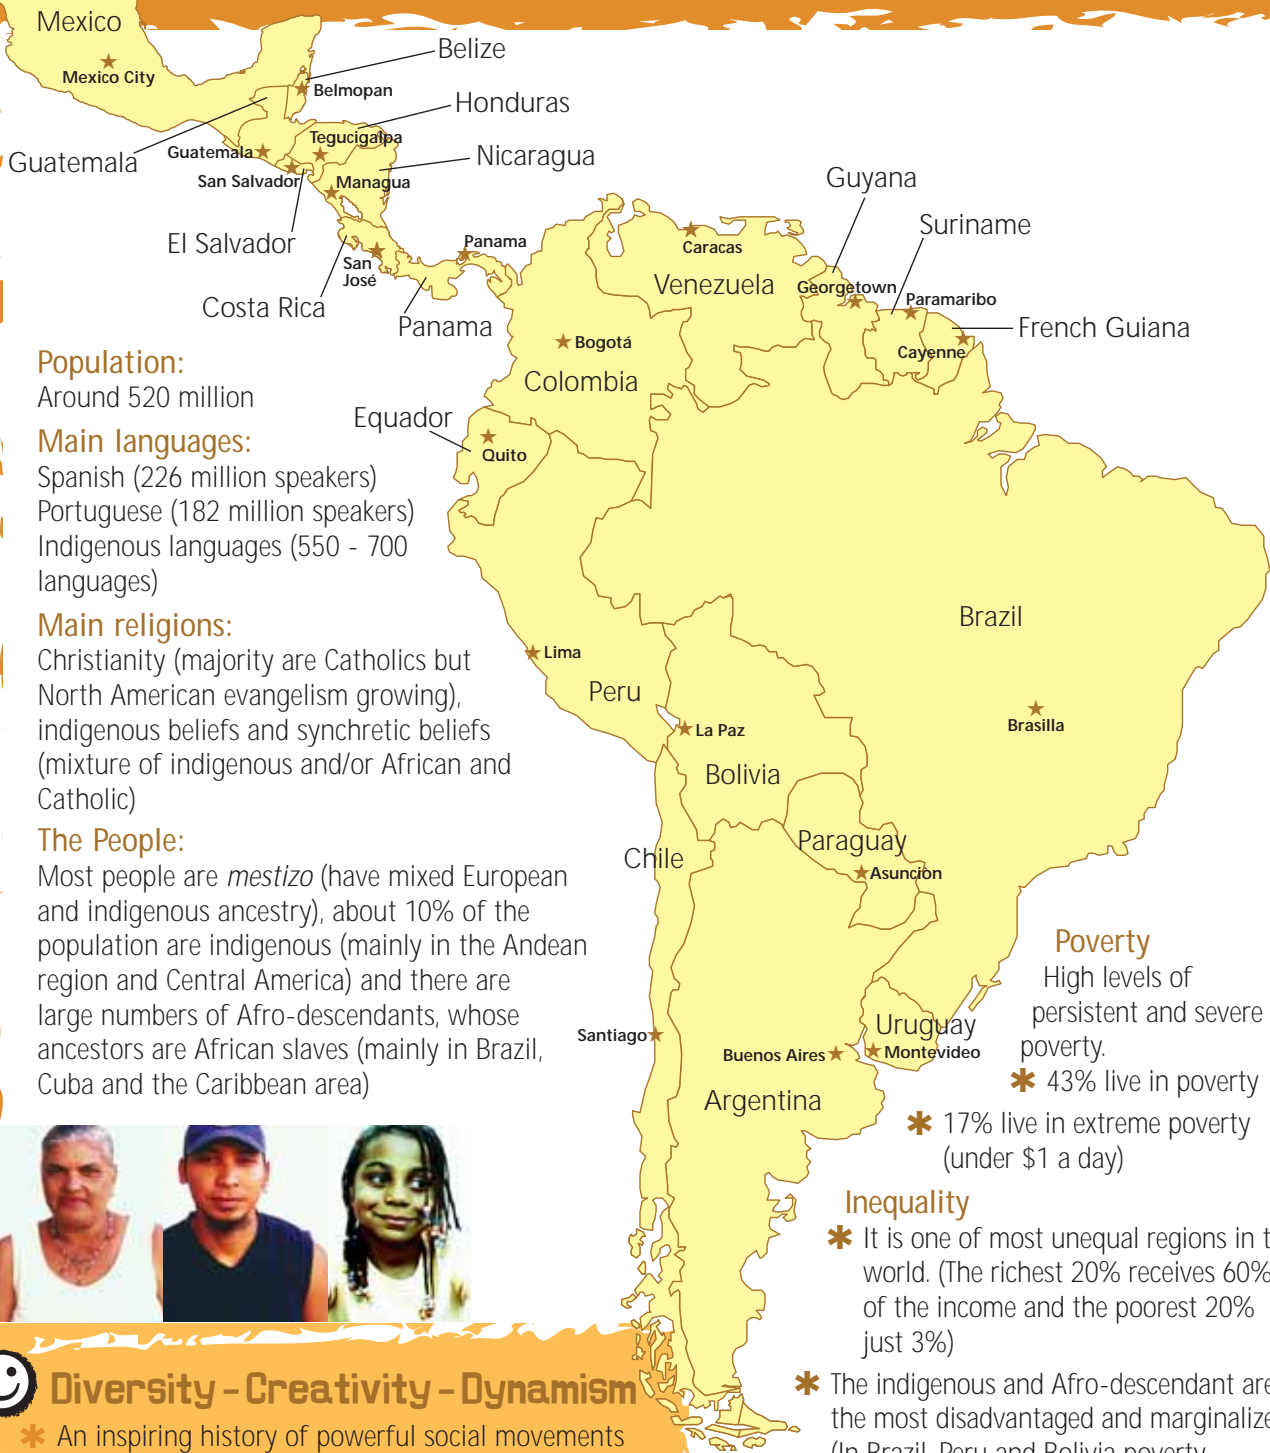 Mexico
Mexico City
Belize
Belmopan
Honduras
Tegucigalpa
Guatemala
Guatemala
Nicaragua
San Salvador
Managua
El Salvador
Panama
San
José
Costa Rica
Panama
Guyana
Suriname
Caracas
Venezuela
Georgetown
Paramaribo
French Guiana
Cayenne
Bogotá
Colombia
Equador
Quito
Brazil
Lima
Peru
Brasilla
La Paz
Bolivia
Paraguay
Chile
Asuncion
Santiago
Uruguay
Buenos Aires
Montevideo
Argentina
Population:
Around 520 million
Main languages:
Spanish (226 million speakers)
Portuguese (182 million speakers)
Indigenous languages (550 - 700
languages)
Main religions:
Christianity (majority are Catholics but
North American evangelism growing),
indigenous beliefs and synchretic beliefs
(mixture of indigenous and/or African and
Catholic)
The People:
Most people are mestizo (have mixed European
and indigenous ancestry), about 10% of the
population are indigenous (mainly in the Andean
region and Central America) and there are
large numbers of Afro-descendants, whose
ancestors are African slaves (mainly in Brazil,
Cuba and the Caribbean area)
Poverty
High levels of
persistent and severe
poverty.
✱ 43% live in poverty
✱ 17% live in extreme poverty
(under $1 a day)
Inequality
✱ It is one of most unequal regions in t
world. (The richest 20% receives 60%
of the income and the poorest 20%
just 3%)
✱ The indigenous and Afro-descendant are
the most disadvantaged and marginalize
(In Brazil, Peru and Bolivia poverty
Diversity - Creativity - Dynamism
✱ An inspiring history of powerful social movements